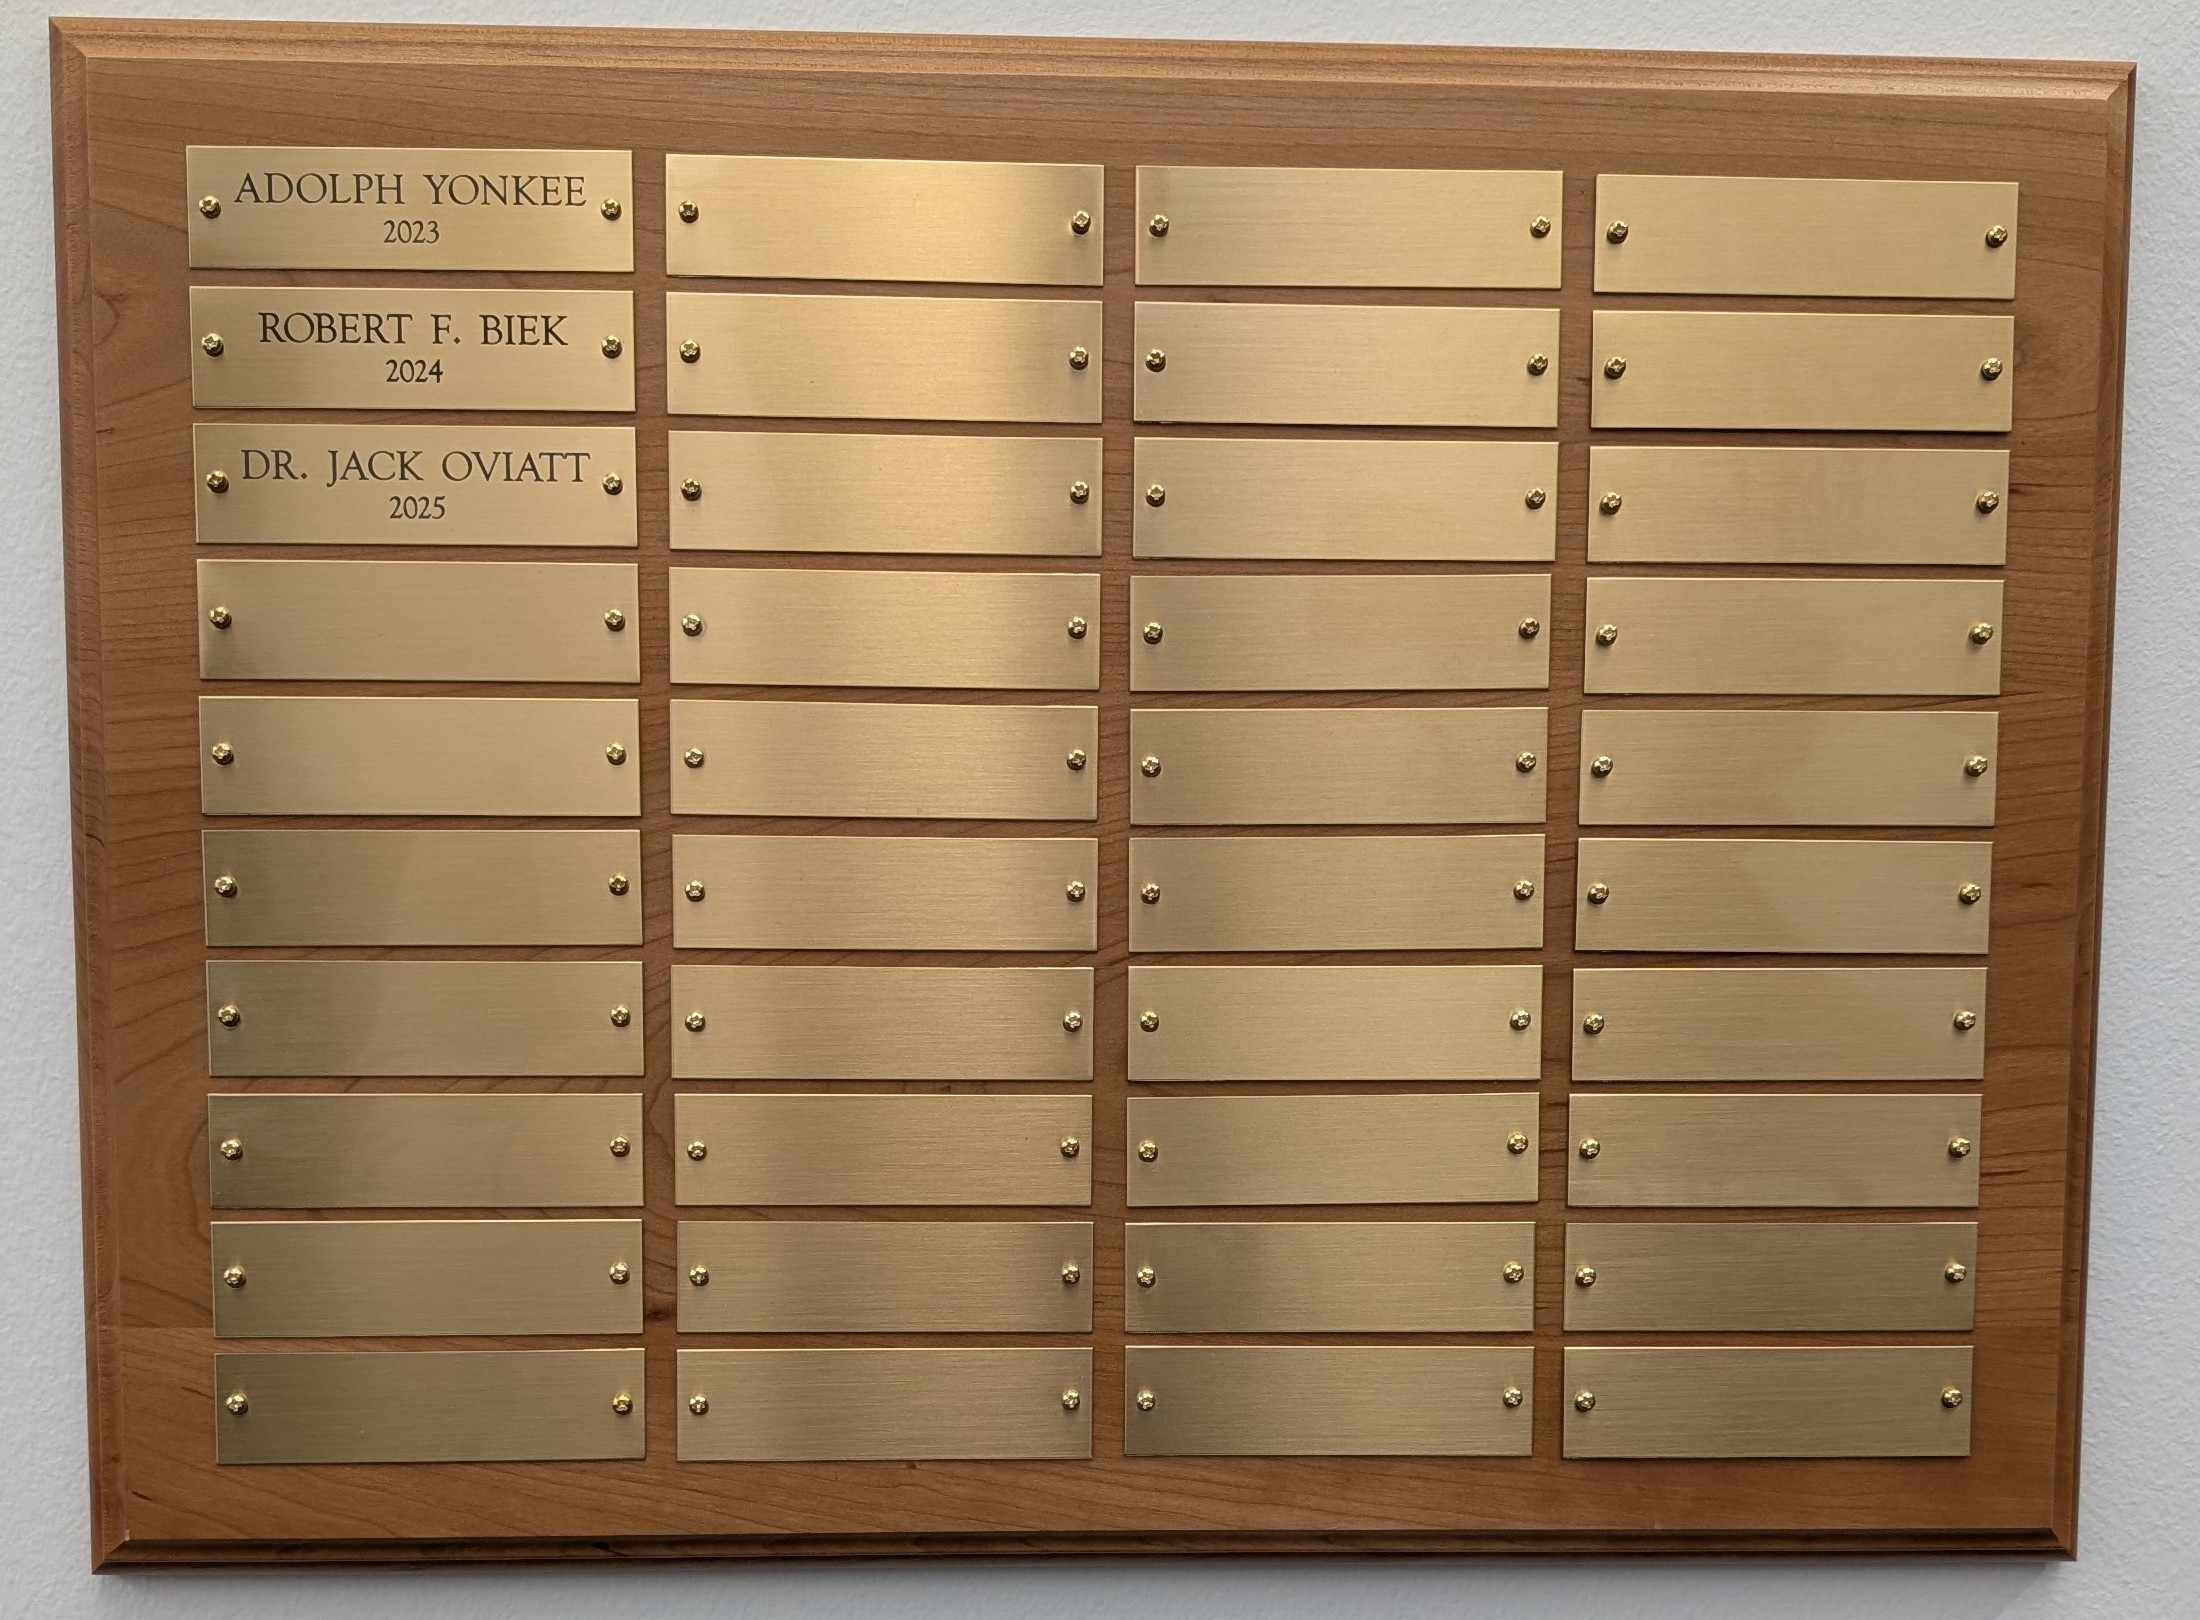 ADOLPH YONKEE
2023
ROBERT F. BIEK
2024
DR. JACK OVIATT
2025